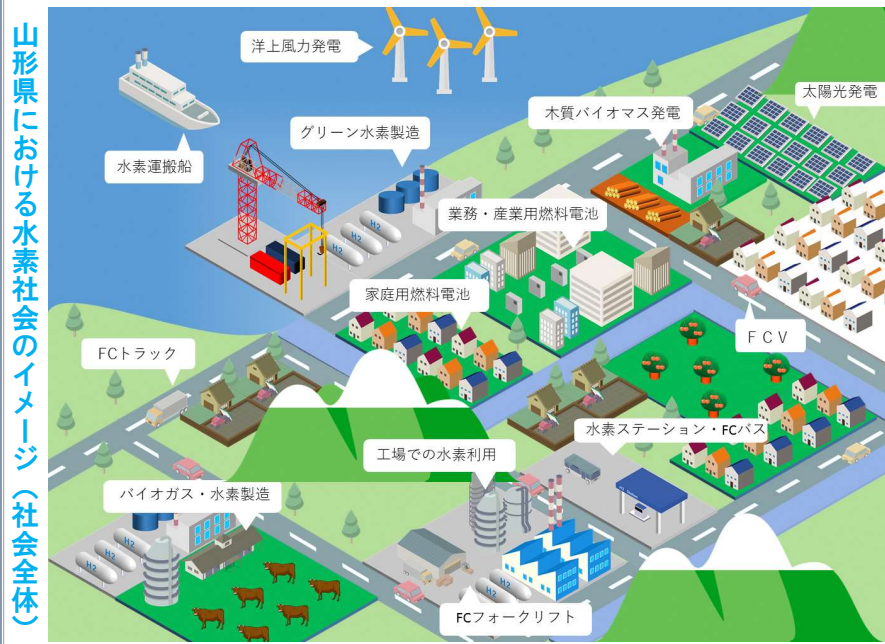 山形県における水素社会のイメージ（社会全体）
洋上風力発電
太陽光発電
木質バイオマス発電
グリーン水素製造
水素運搬船
業務・産業用燃料電池
家庭用燃料電池
ＦＣＶ
FCトラック
水素ステーション・FCバス
工場での水素利用
バイオガス・水素製造
FCフォークリフト
H2
H2
H2
H2
H2
H2
H2